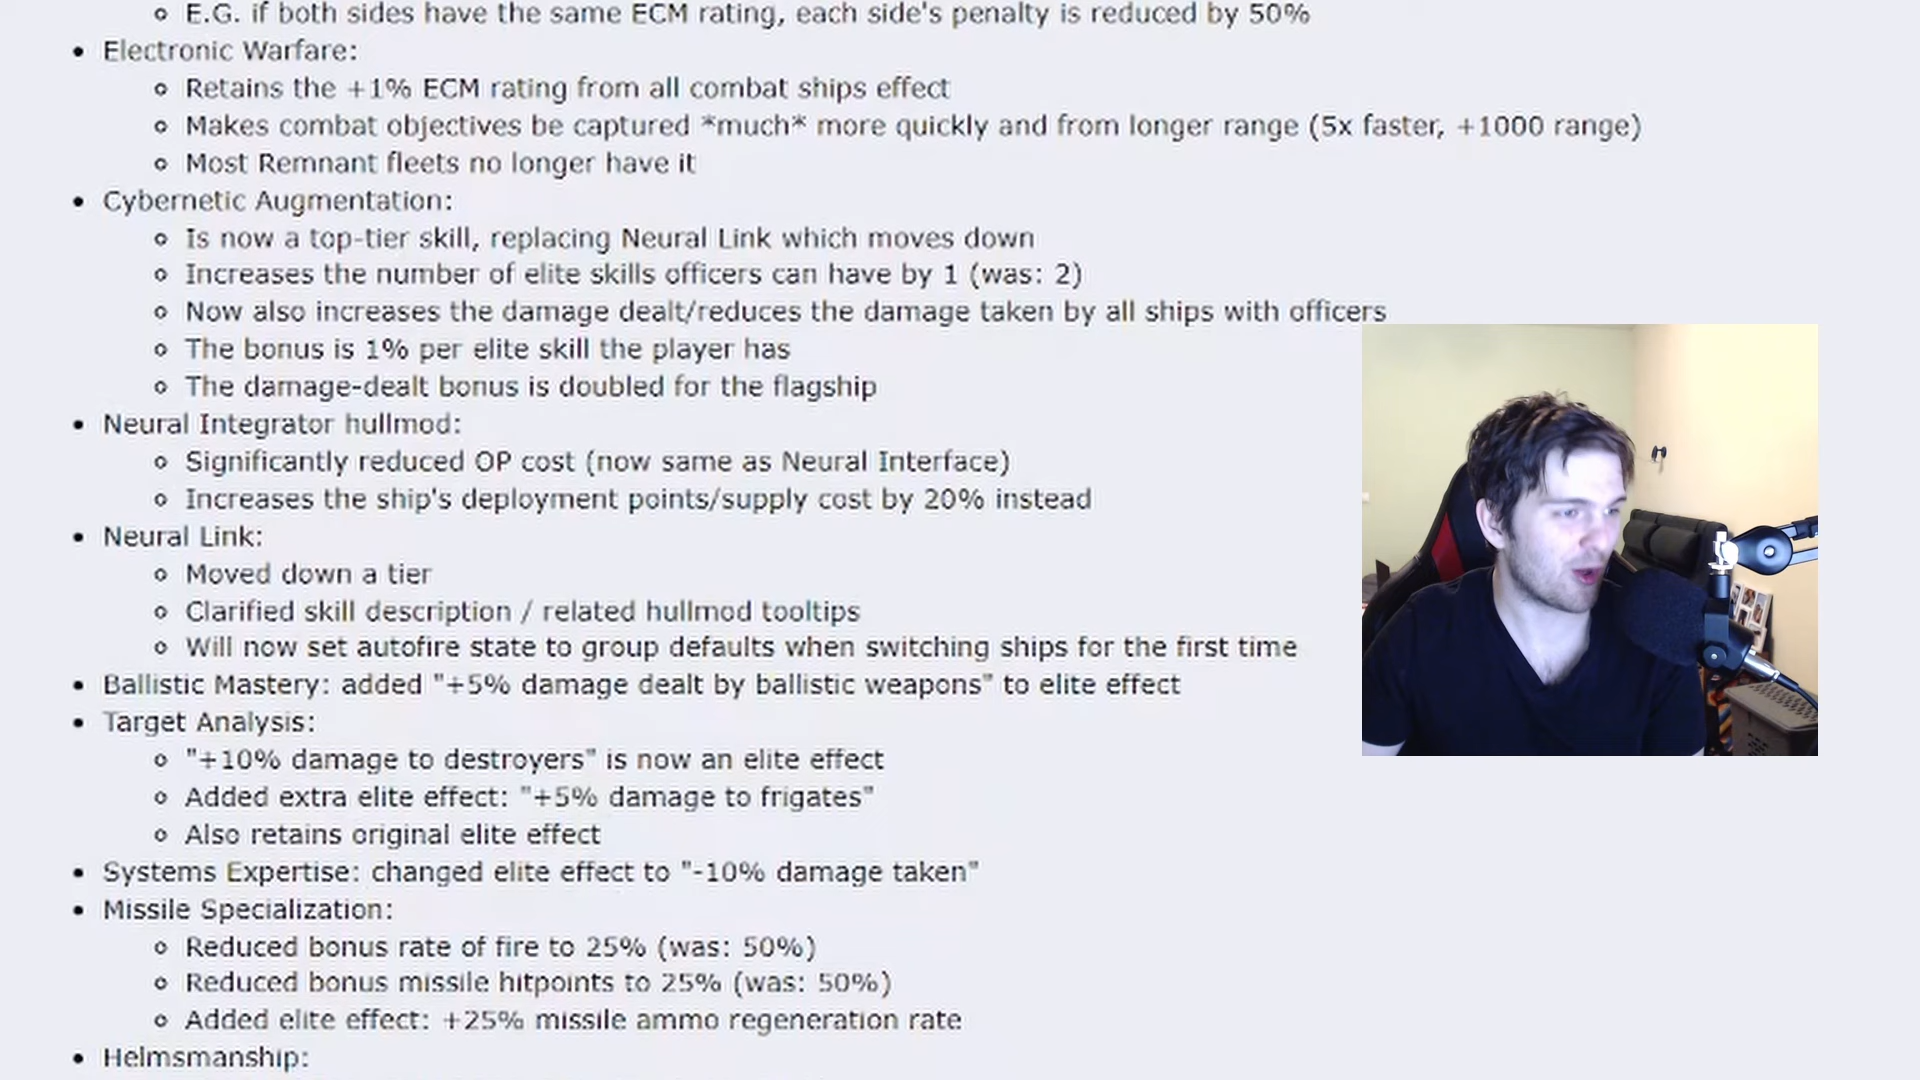 E.G. if both sides have the same ECM rating, each side's penalty is reduced by 50%
Electronic Warfare:
Retains the +1% ECM rating from all combat ships effect
Makes combat objectives be captured *much* more quickly and from longer range (5x faster, +1000 range)
Most Remnant fleets no longer have it
Cybernetic Augmentation:
Is now a top-tier skill, replacing Neural Link which moves down
Increases the number of elite skills officers can have by 1 (was: 2)
Now also increases the damage dealt/reduces the damage taken by all ships with officers
The bonus is 1% per elite skill the player has
The damage-dealt bonus is doubled for the flagship
Neural Integrator hullmod:
Significantly reduced OP cost (now same as Neural Interface)
Increases the ship's deployment points/supply cost by 20% instead
Neural Link:
Moved down a tier
Clarified skill description / related hullmod tooltips
Will now set autofire state to group defaults when switching ships for the first time
Ballistic Mastery: added "+5% damage dealt by ballistic weapons" to elite effect
Target Analysis:
"+10% damage to destroyers" is now an elite effect
Added extra elite effect: "+5% damage to frigates"
Also retains original elite effect
Systems Expertise: changed elite effect to "-10% damage taken"
Missile Specialization:
Reduced bonus rate of fire to 25% (was: 50%)
Reduced bonus missile hitpoints to 25% (was: 50%)
Added elite effect: +25% missile ammo regeneration rate
Helmsmanship: